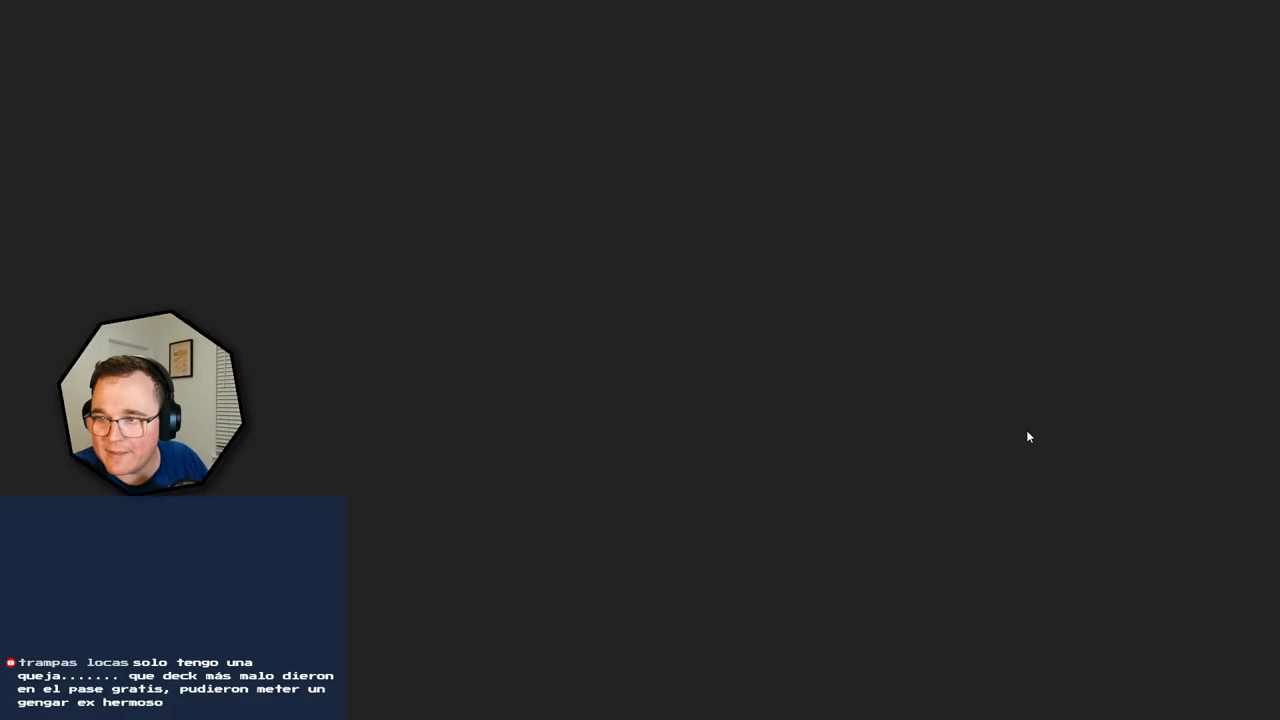 trampas locas solo tengo una
queja....... que deck más malo dieron
en el pase gratis, pudieron meter un
gengar ex hermoso